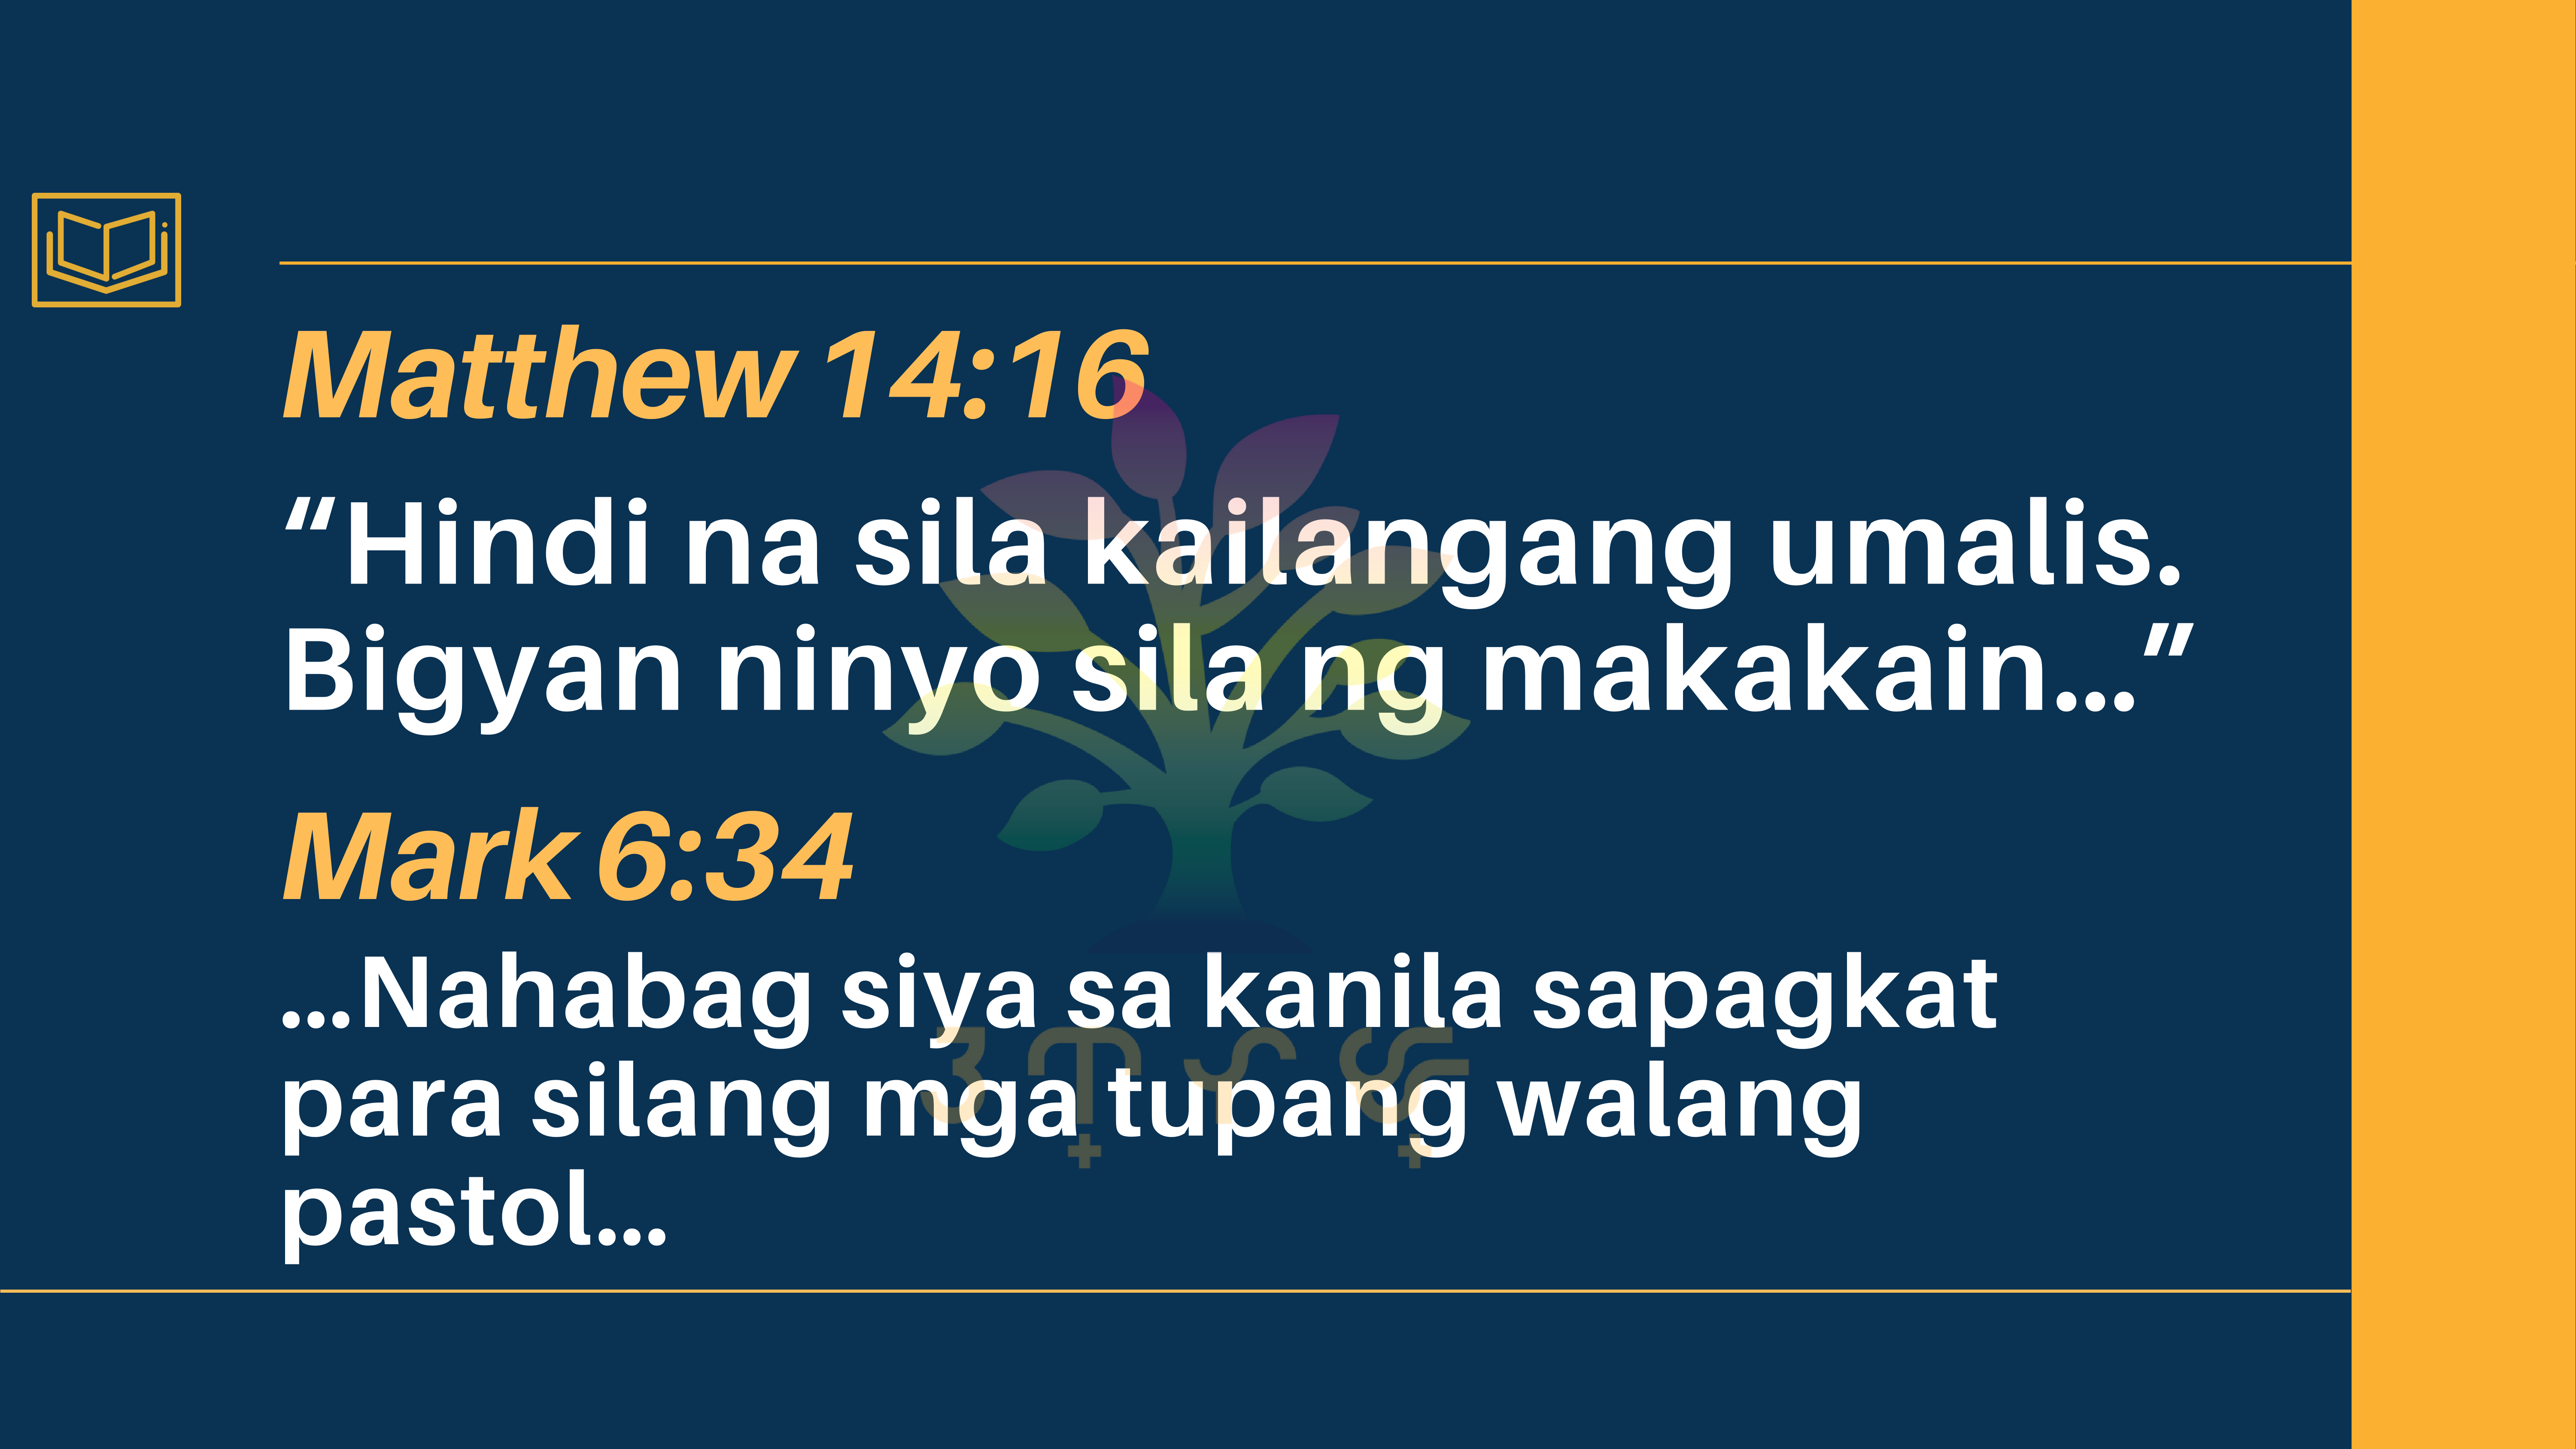 Matthew 14:16
“Hindi na sila kailangang umalis.
Bigyan ninyo sila ng makakain...”
Mark 6:34
...Nahabag siya sa kanila sapagkat
para silang mga tupang walang
pastol...